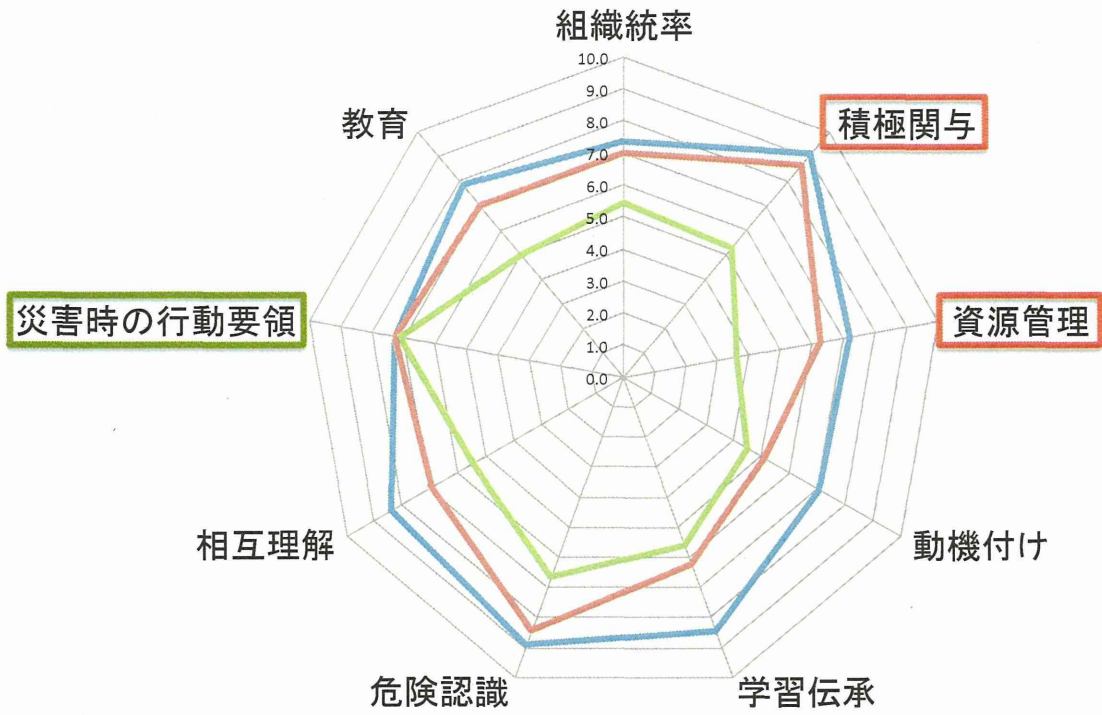 組織統率
10.0
9.0
8.0
7.0
6.0
5.0
4.0
3.0
2.0
1.0
0.0
積極関与
資源管理
動機付け
学習伝承
危険認識
相互理解
災害時の行動要領
教育